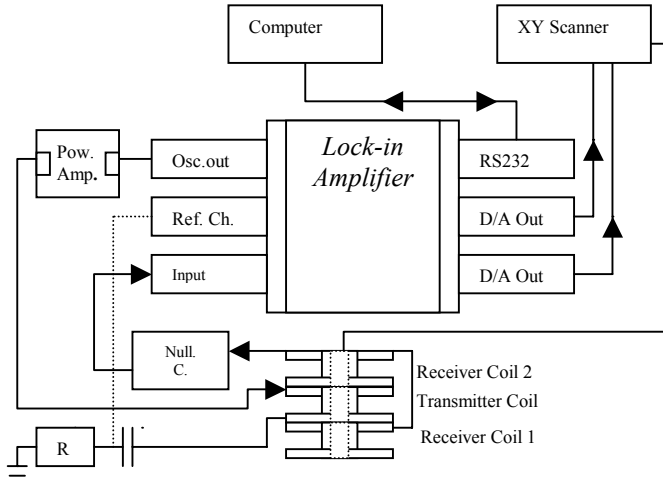 Computer
XY Scanner
Pow.
Amp.
Osc.out
Lock-in
Amplifier
RS232
Ref. Ch.
D/A Out
Input
D/A Out
Null.
C.
Receiver Coil 2
Transmitter Coil
Receiver Coil 1
R